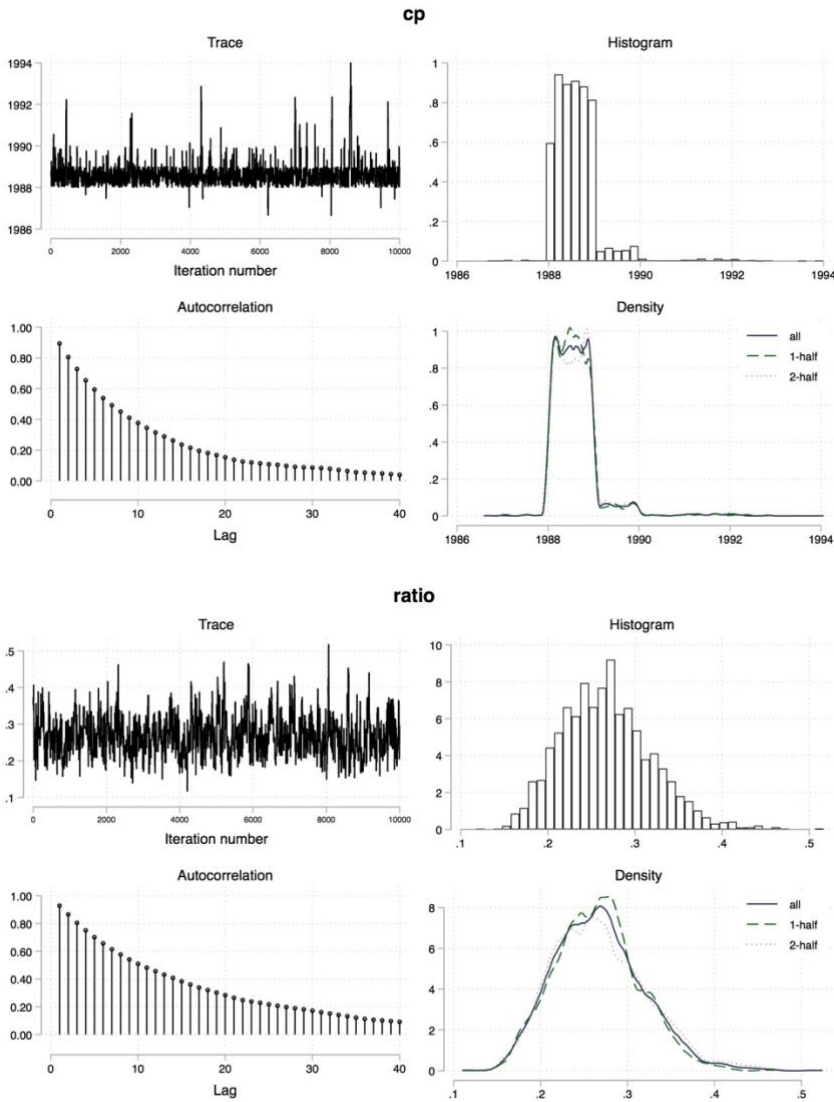 cp
Trace
1994
1992
1990
1988
1986
0 2000 4000 6000 8000 10000
Iteration number
Histogram
1
.8
.6
.4
.2
0
1986 1988 1990 1992 1994
Autocorrelation
1.00
0.80
0.60
0.40
0.20
0.00
0 10 20 30 40
Lag
Density
1
.8
.6
.4
.2
0
1986 1988 1990 1992 1994
all
1-half
2-half
ratio
Trace
.5
.4
.3
.2
.1
0 2000 4000 6000 8000 10000
Iteration number
Histogram
10
8
6
4
2
0
.1 .2 .3 .4 .5
Autocorrelation
1.00
0.80
0.60
0.40
0.20
0.00
0 10 20 30 40
Lag
Density
8
6
4
2
0
.1 .2 .3 .4 .5
all
1-half
2-half